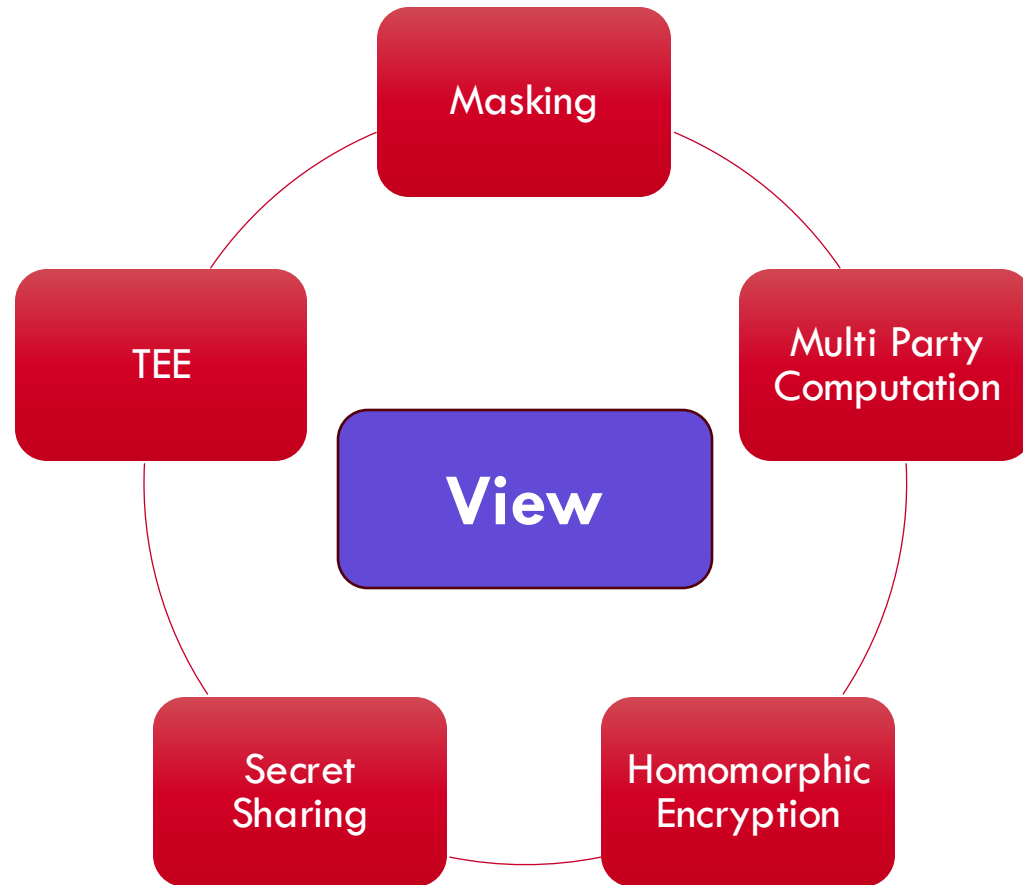 Masking
TEE
Multi Party
Computation
View
Secret
Sharing
Homomorphic
Encryption